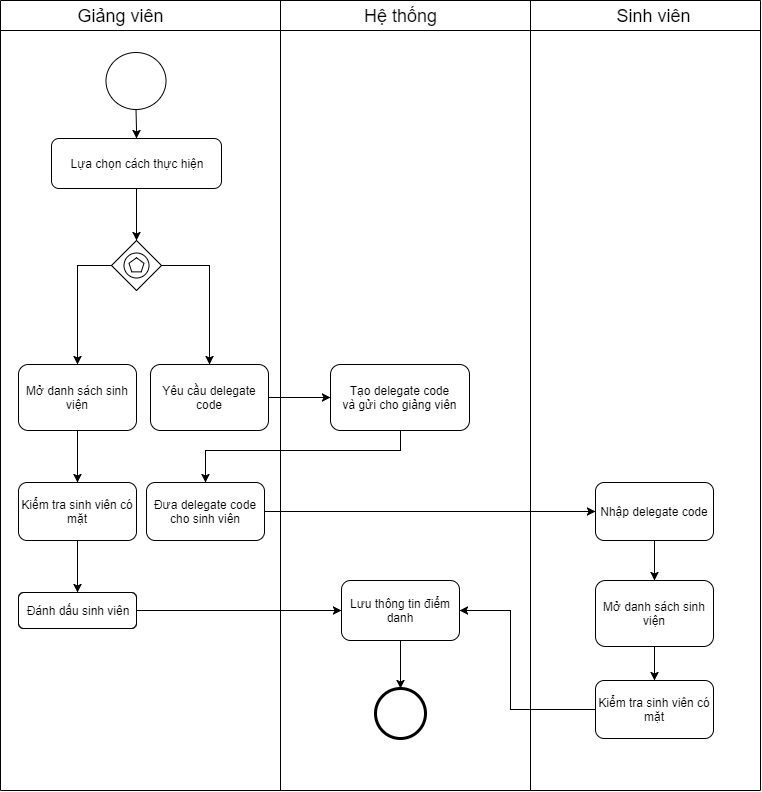 Giảng viên
Hệ thống
Sinh viên
Lựa chọn cách thực hiện
Mở danh sách sinh
viện
Yêu cầu delegate
code
Tạo delegate code
và gửi cho giảng viên
Kiểm tra sinh viên có
mặt
Đưa delegate code
cho sinh viên
Nhập delegate code
Đánh dấu sinh viên
Lưu thông tin điểm
danh
Mở danh sách sinh
viện
Kiểm tra sinh viên có
mặt